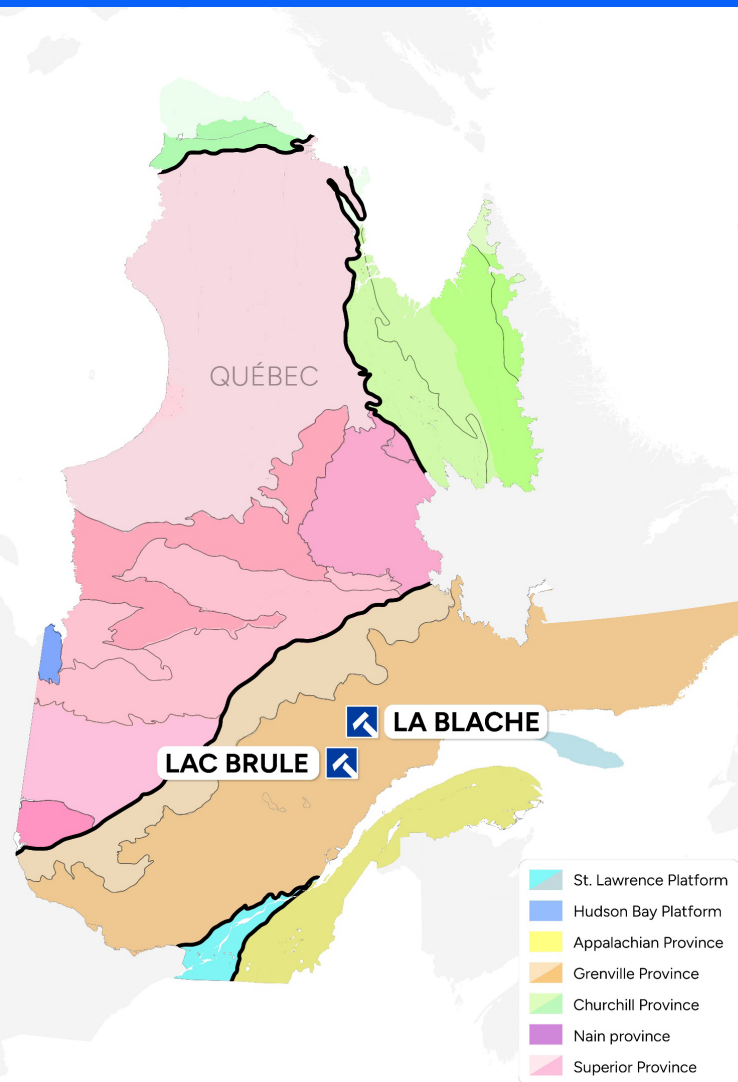 QUÉBEC
LA BLACHE
LAC BRULE
St. Lawrence Platform
Hudson Bay Platform
Appalachian Province
Grenville Province
Churchill Province
Nain province
Superior Province